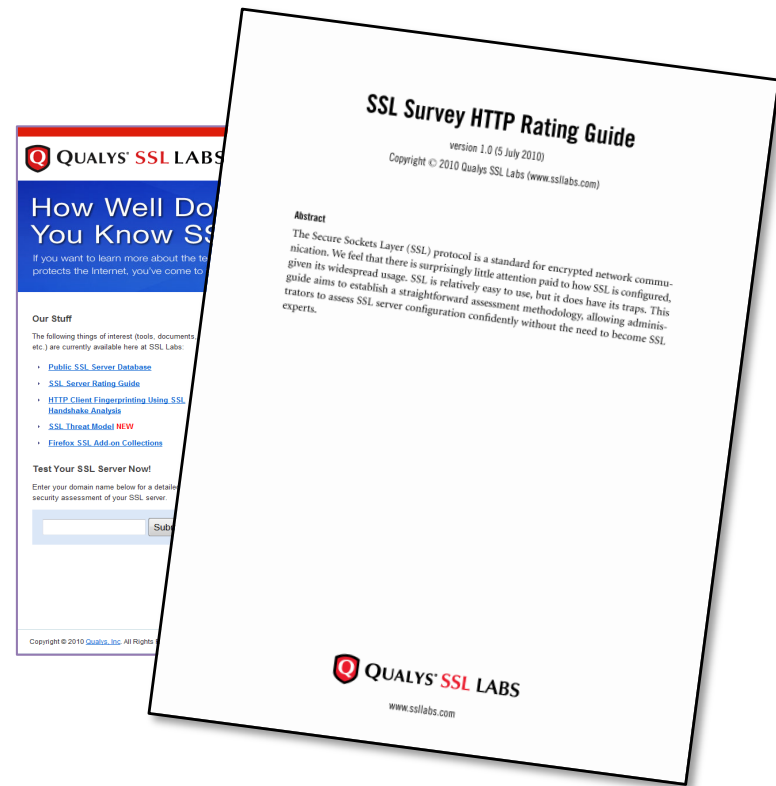 QUALYS® SSL LABS
How Well Do
You Know
If you want to learn more about the
protects the Internet, you've come to
Our Stuff
The following things of interest (tools, documents,
etc.) are currently available here at SSL Labs:
Public SSL Server Database
SSL Server Rating Guide
HTTP Client Fingerprinting Using SSL
Handshake Analysis
SSL Threat Model NEW
Firefox SSL Add-on Collections
Test Your SSL Server Now!
Enter your domain name below for a detailed
security assessment of your SSL server.
Copyright © 2010 Qualys, Inc. All Rights
SSL Survey HTTP Rating Guide
version 1.0 (5 July 2010)
Copyright © 2010 Qualys SSL Labs (www.ssllabs.com)
Abstract
The Secure Sockets Layer (SSL) protocol is a standard for encrypted network commu-
nication. We feel that there is surprisingly little attention paid to how SSL is configured,
given its widespread usage. SSL is relatively easy to use, but it does have its traps. This
guide aims to establish a straightforward assessment methodology, allowing adminis-
trators to assess SSL server configuration confidently without the need to become SSL
experts.
QUALYS® SSL LABS
www.ssllabs.com